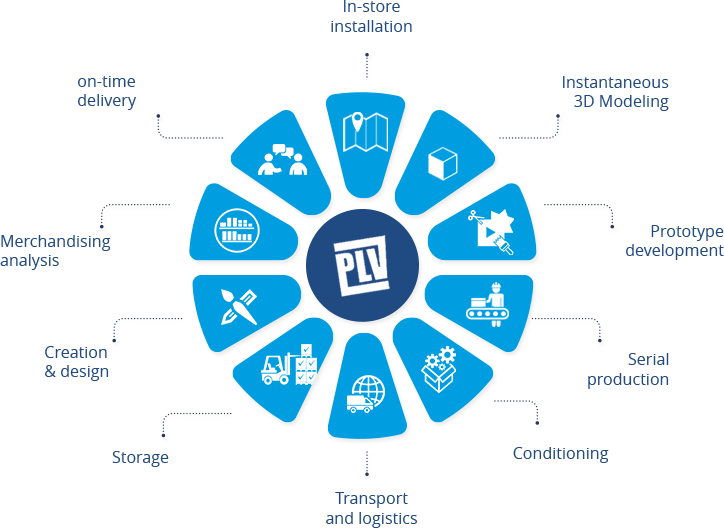 In-store
installation
on-time
delivery
Instantaneous
3D Modeling
Merchandising
analysis
Prototype
development
PLV
Creation
& design
Serial
production
Storage
Conditioning
Transport
and logistics